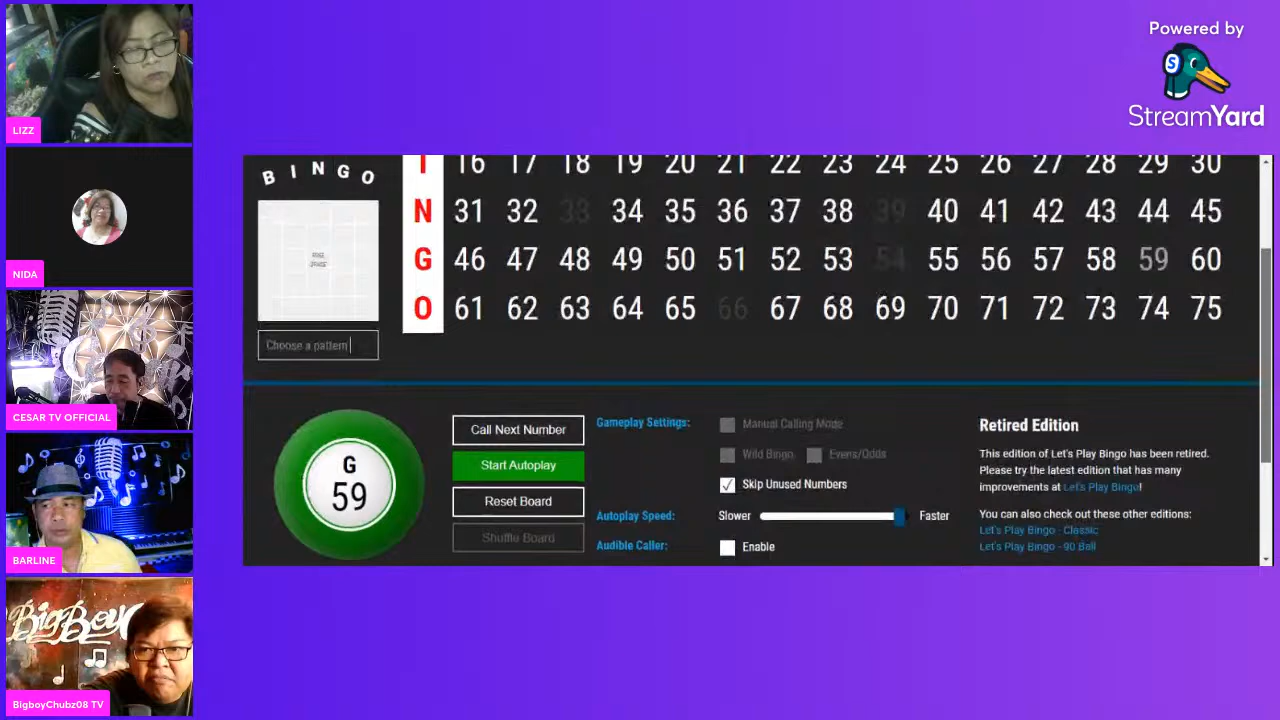 Powered by
StreamYard
LIZZ
NIDA
CESAR TV OFFICIAL
BARLINE
BigBoy
BigboyChubz08 TV
B I N G O
I 16 17 18 19 20 21 22 23 24 25 26 27 28 29 30
N 31 32 33 34 35 36 37 38 39 40 41 42 43 44 45
G 46 47 48 49 50 51 52 53 54 55 56 57 58 59 60
O 61 62 63 64 65 66 67 68 69 70 71 72 73 74 75
Choose a pattern
G
59
Call Next Number
Start Autoplay
Reset Board
Shuffle Board
Gameplay Settings:
Manual Calling Mode
Wild Bingo Evens/Odds
Skip Unused Numbers
Autoplay Speed: Slower Faster
Audible Caller: Enable
Retired Edition
This edition of Let's Play Bingo has been retired.
Please try the latest edition that has many
improvements at Let's Play Bingo!
You can also check out these other editions:
Let's Play Bingo - Classic
Let's Play Bingo - 90 Ball